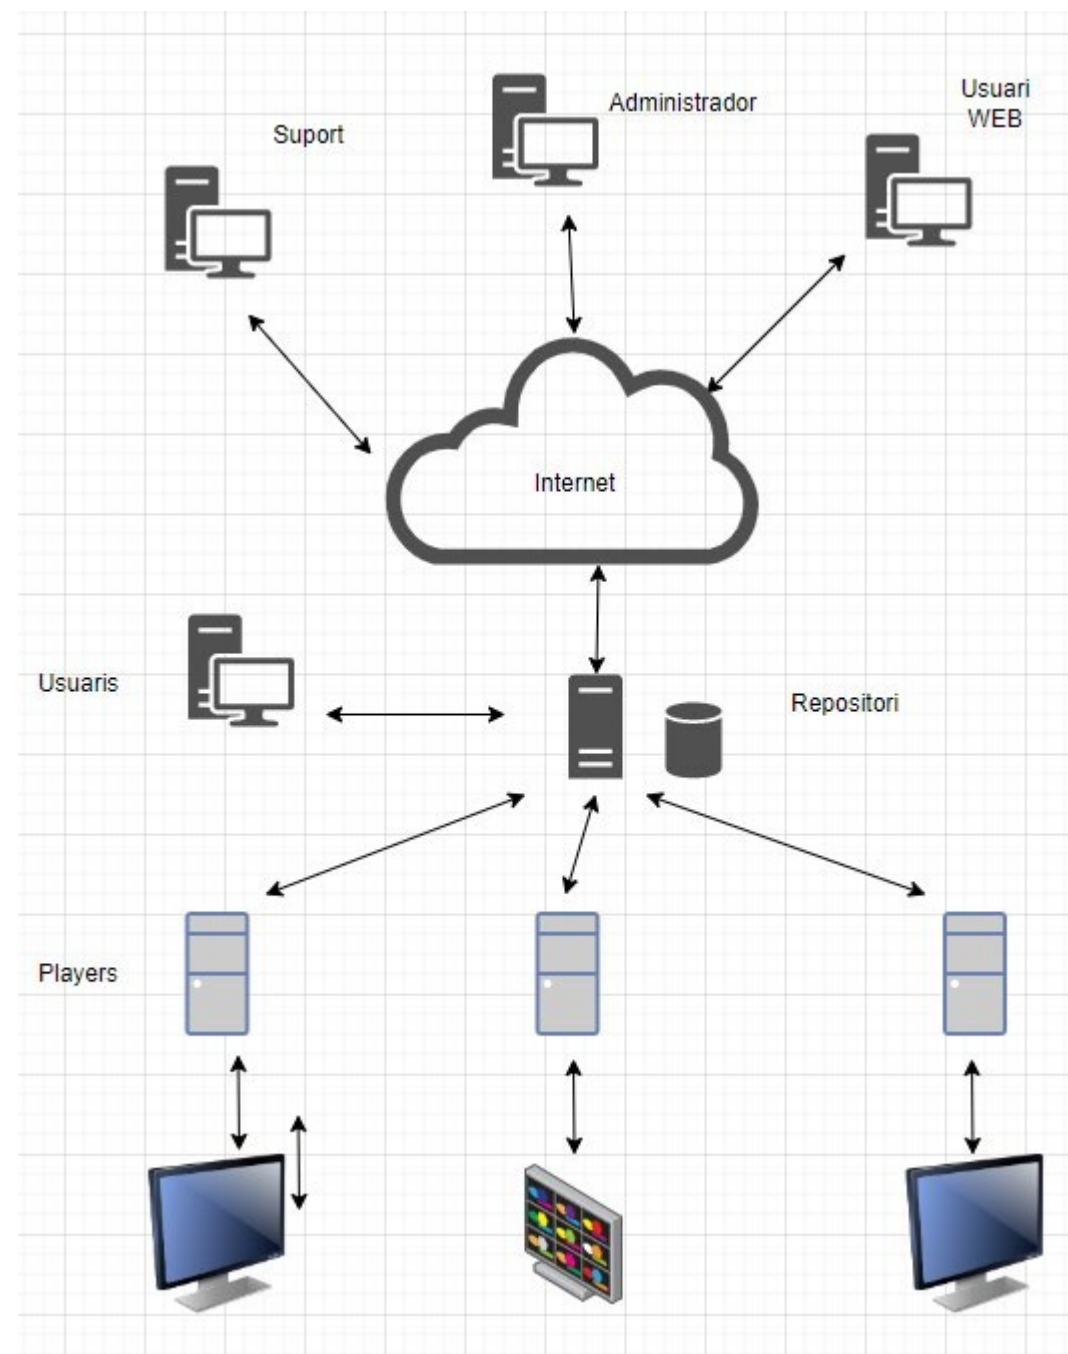 Suport
Administrador
Usuari
WEB
Internet
Usuaris
Repositori
Players